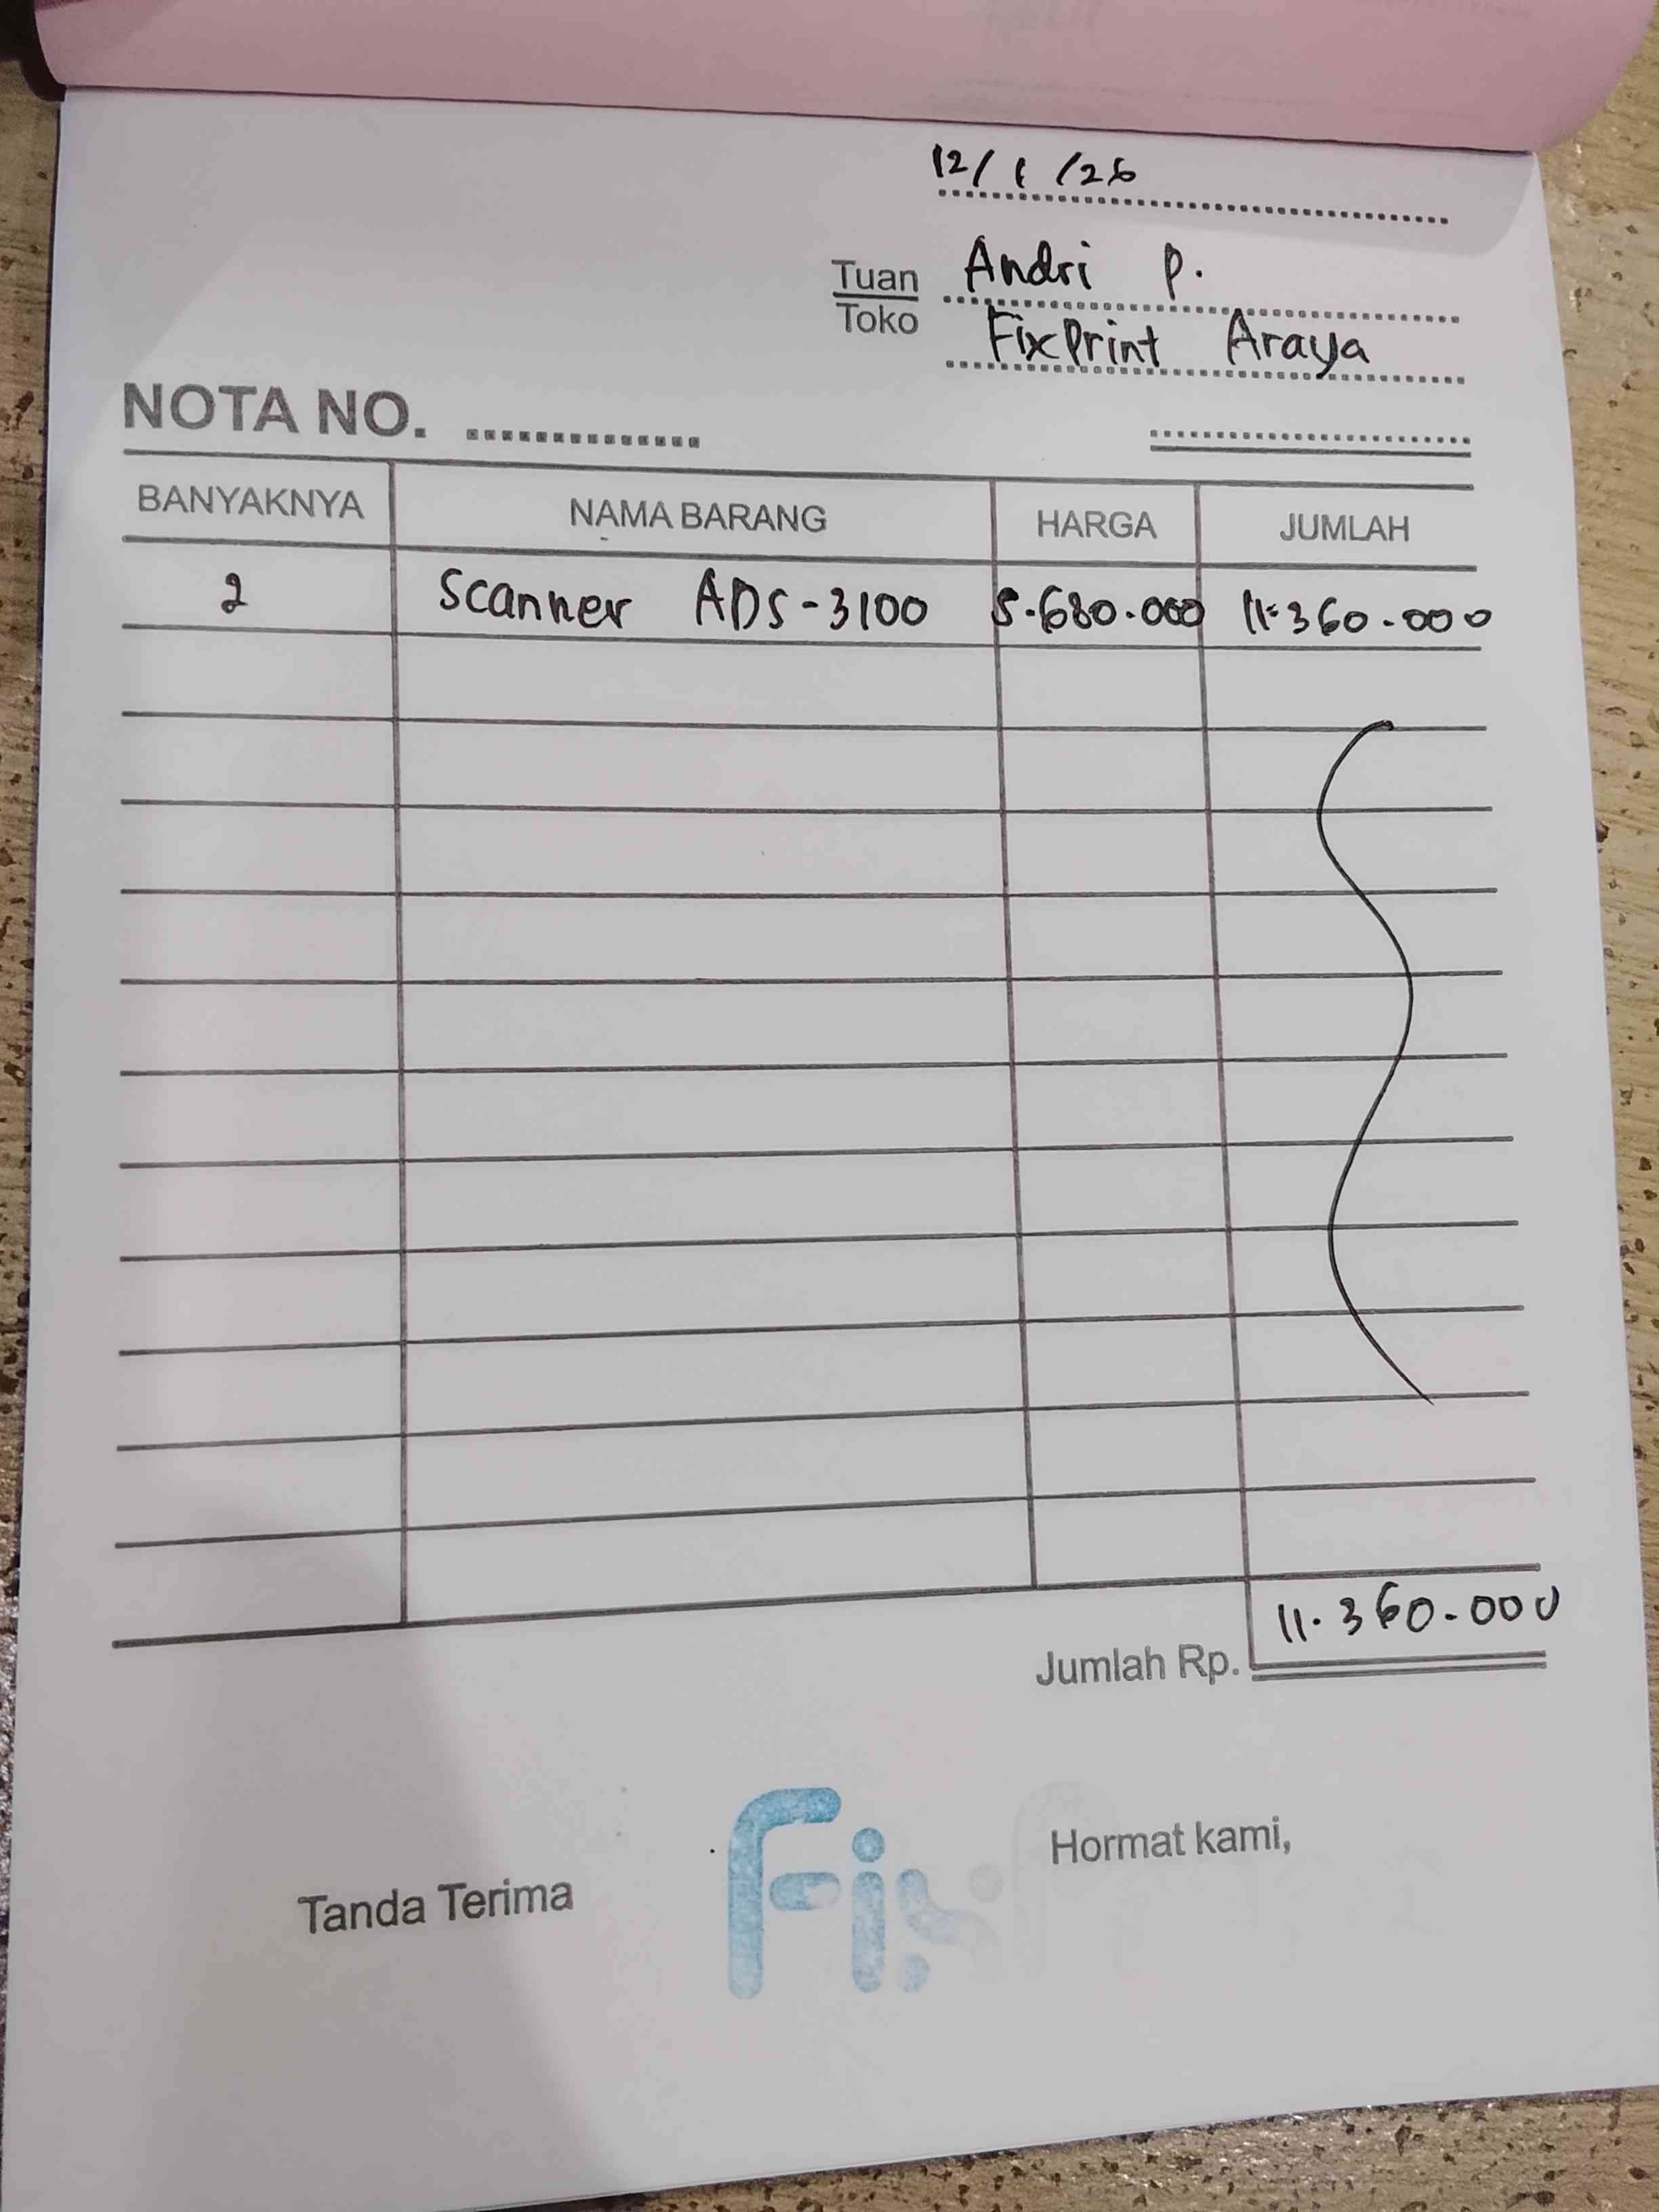 12/1/26
Tuan Andri P.
Toko FixPrint Araya
NOTA NO. ..............
BANYAKNYA NAMA BARANG HARGA JUMLAH
2 Scanner ADS-3100 5.680.000 11.360.000
Jumlah Rp. 11.360.000
Tanda Terima Hormat kami,
Fix